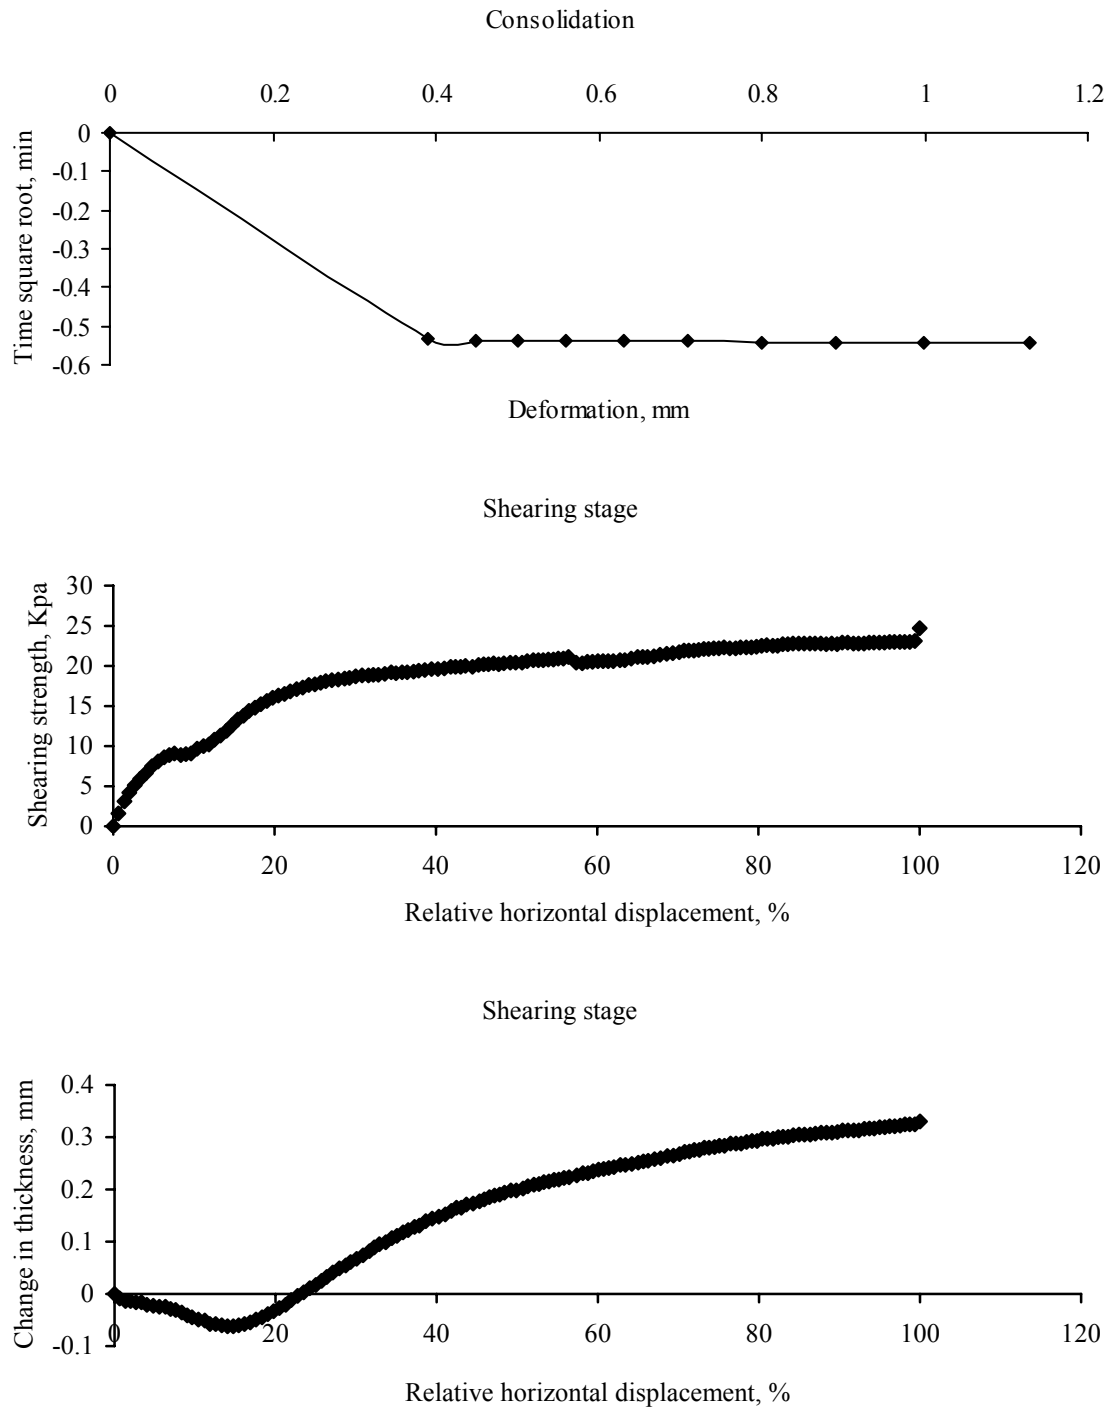 Consolidation
0 0.2 0.4 0.6 0.8 1 1.2
Time square root, min
0
-0.1
-0.2
-0.3
-0.4
-0.5
-0.6
Deformation, mm
Shearing stage
Shearing strength, Kpa
30
25
20
15
10
5
0
0 20 40 60 80 100 120
Relative horizontal displacement, %
Shearing stage
Change in thickness, mm
0.4
0.3
0.2
0.1
0
-0.1
0 20 40 60 80 100 120
Relative horizontal displacement, %